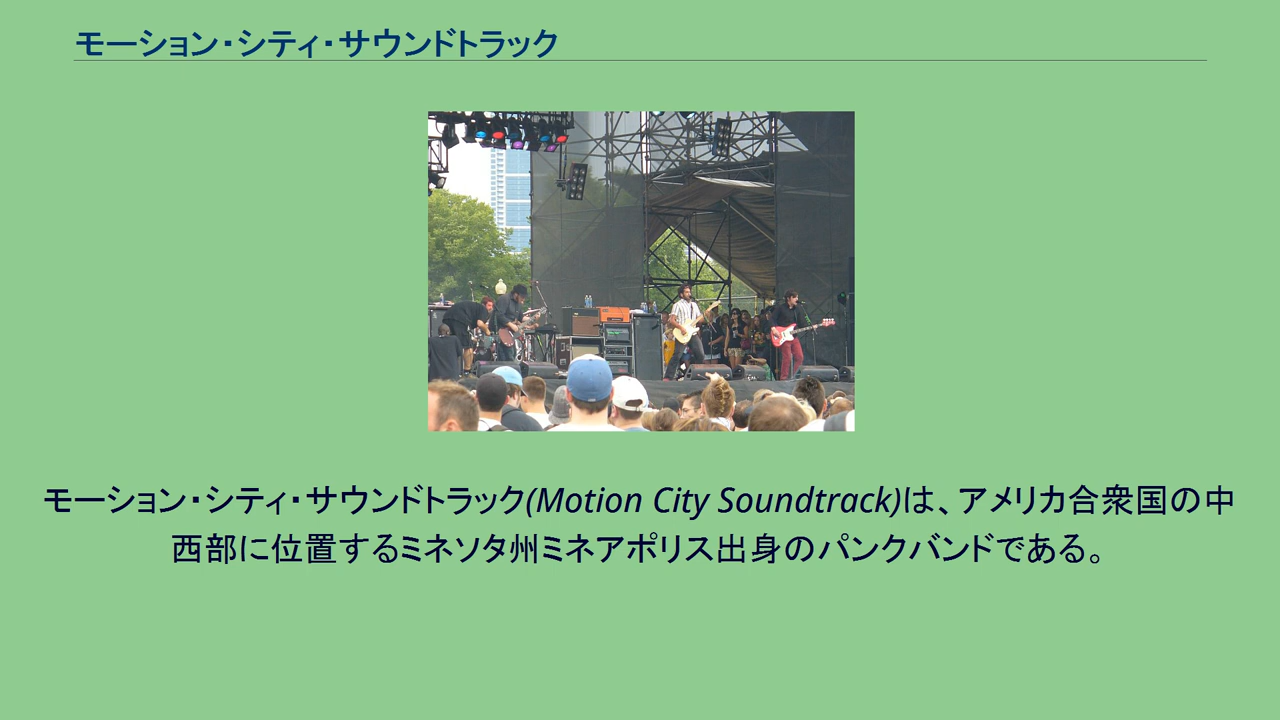 モーション・シティ・サウンドトラック
モーション・シティ・サウンドトラック(Motion City Soundtrack)は、アメリカ合衆国の中
西部に位置するミネソタ州ミネアポリス出身のパンクバンドである。